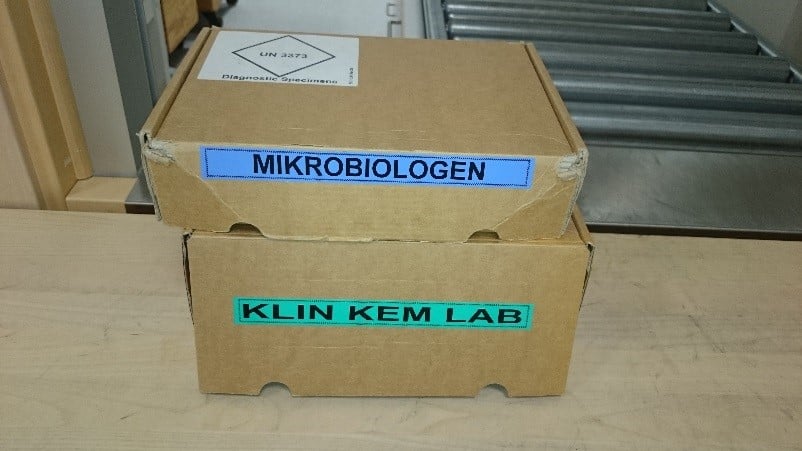 UN 3373
Diagnostic Specimens
MIKROBIOLOGEN
KLIN KEM LAB